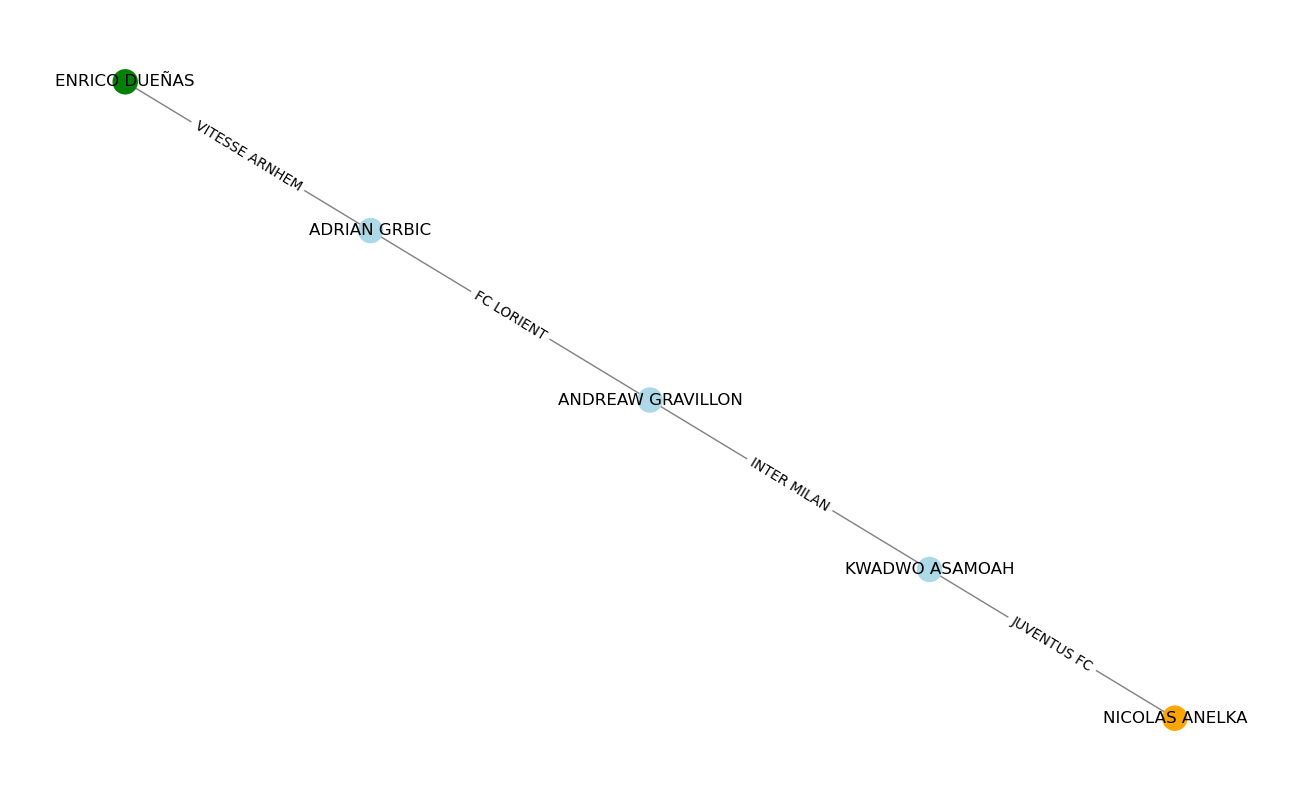 ENRICO DUEÑAS
VITESSE ARNHEM
ADRIAN GRBIC
FC LORIENT
ANDREAW GRAVILLON
INTER MILAN
KWADWO ASAMOAH
JUVENTUS FC
NICOLAS ANELKA